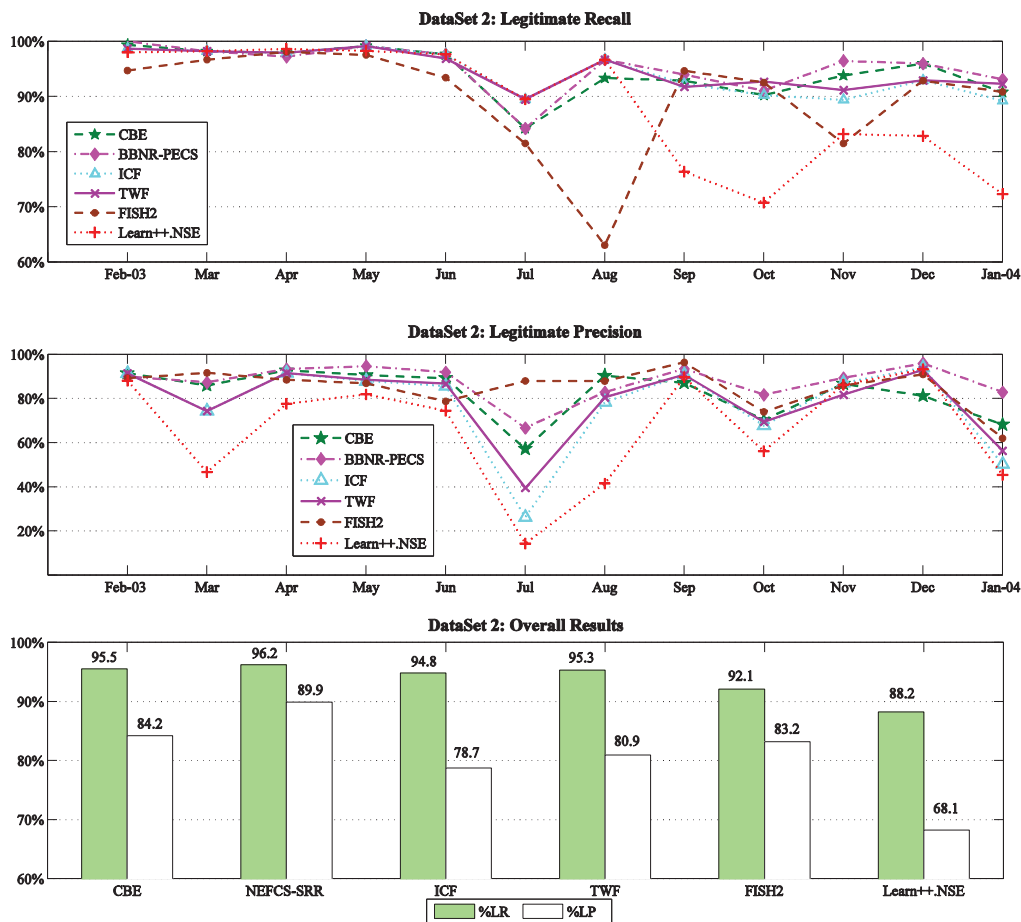 DataSet 2: Legitimate Recall
100%
90%
80%
70%
60%
CBE
BBNR-PECS
ICF
TWF
FISH2
Learn++.NSE
Feb-03 Mar Apr May Jun Jul Aug Sep Oct Nov Dec Jan-04
DataSet 2: Legitimate Precision
100%
80%
60%
40%
20%
CBE
BBNR-PECS
ICF
TWF
FISH2
Learn++.NSE
Feb-03 Mar Apr May Jun Jul Aug Sep Oct Nov Dec Jan-04
DataSet 2: Overall Results
100%
90%
80%
70%
60%
95.5 84.2 96.2 89.9 94.8 78.7 95.3 80.9 92.1 83.2 88.2 68.1
CBE NEFCS-SRR ICF TWF FISH2 Learn++.NSE
%LR %LP